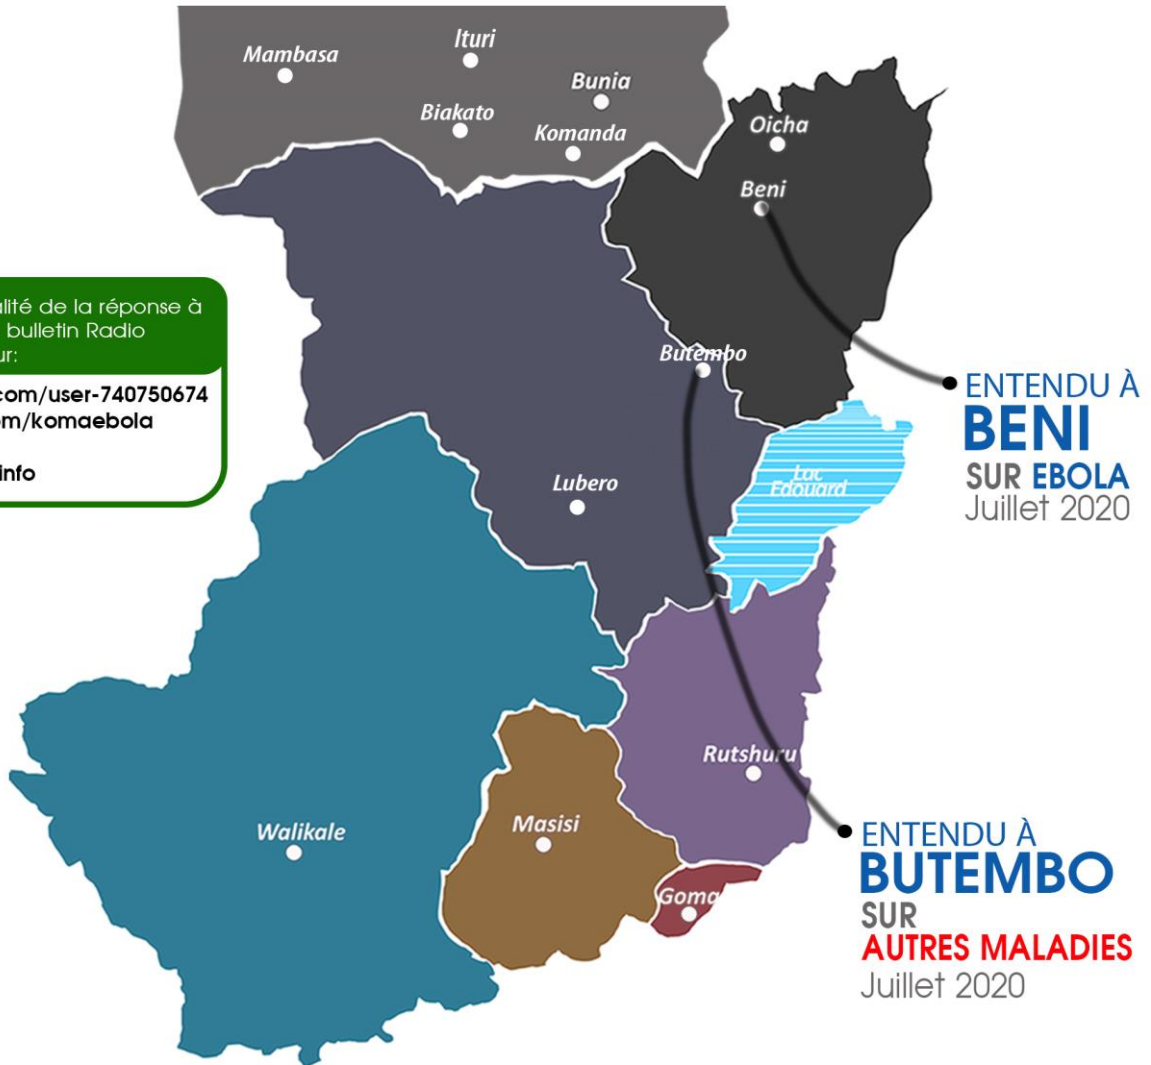 Mambasa
Ituri
Bunia
Biakato
Komanda
Oicha
Beni
alité de la réponse à
bulletin Radio
ur:
com/user-740750674
om/komaebola
info
Butembo
ENTENDU À
BENI
SUR EBOLA
Juillet 2020
Lac
Edouard
Lubero
Rutshuru
Walikale
Masisi
Goma
ENTENDU À
BUTEMBO
SUR
AUTRES MALADIES
Juillet 2020